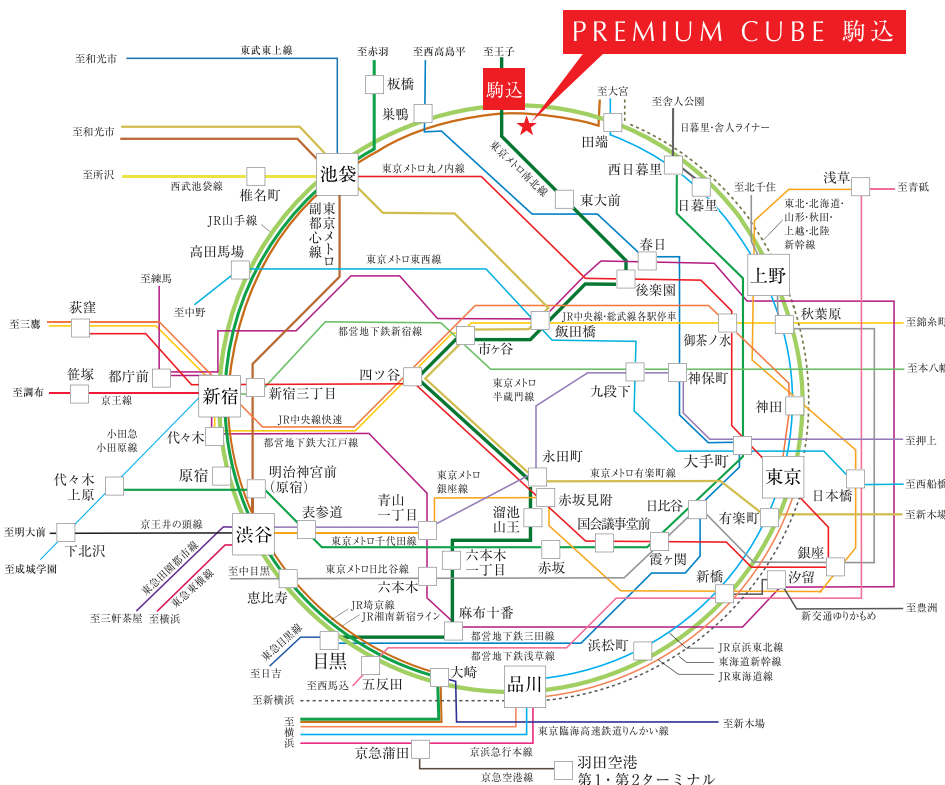 PREMIUM CUBE 駒込
至和光市
東武東上線
至赤羽
至西高島平
至王子
駒込
板橋
巣鴨
至大宮
至舎人公園
田端
日暮里・舎人ライナー
至和光市
池袋
東京メトロ丸ノ内線
東京メトロ南北線
西日暮里
日暮里
至所沢
西武池袋線
椎名町
東大前
至北千住
浅草
至青砥
JR山手線
東京メトロ
副都心線
東北・北海道・
山形・秋田・
上越・北陸
新幹線
高田馬場
東京メトロ東西線
春日
上野
至練馬
後楽園
荻窪
至中野
至三鷹
都営地下鉄新宿線
飯田橋
JR中央線・総武線各駅停車
秋葉原
至錦糸町
市ヶ谷
御茶ノ水
笹塚
都庁前
四ツ谷
至本八幡
至調布
京王線
新宿
新宿三丁目
東京メトロ
半蔵門線
九段下
神保町
神田
JR中央線快速
小田急
小田原線
代々木
都営地下鉄大江戸線
至押上
大手町
代々木
上原
原宿
明治神宮前
(原宿)
東京メトロ
銀座線
永田町
東京メトロ有楽町線
東京
日本橋
至西船橋
青山
一丁目
赤坂見附
日比谷
至明大前
京王井の頭線
表参道
溜池
山王
国会議事堂前
有楽町
至新木場
下北沢
渋谷
東京メトロ千代田線
赤坂
霞ヶ関
銀座
至成城学園
東急田園都市線
東急東横線
至中目黒
東京メトロ日比谷線
六本木
一丁目
六本木
恵比寿
新橋
汐留
至三軒茶屋
至横浜
JR埼京線
JR湘南新宿ライン
麻布十番
新交通ゆりかもめ
至豊洲
東急目黒線
目黒
都営地下鉄三田線
浜松町
JR京浜東北線
東海道新幹線
JR東海道線
至日吉
至西馬込
五反田
大崎
都営地下鉄浅草線
品川
至新横浜
至横浜
東京臨海高速鉄道りんかい線
至新木場
京急蒲田
京浜急行本線
京急空港線
羽田空港
第1・第2ターミナル